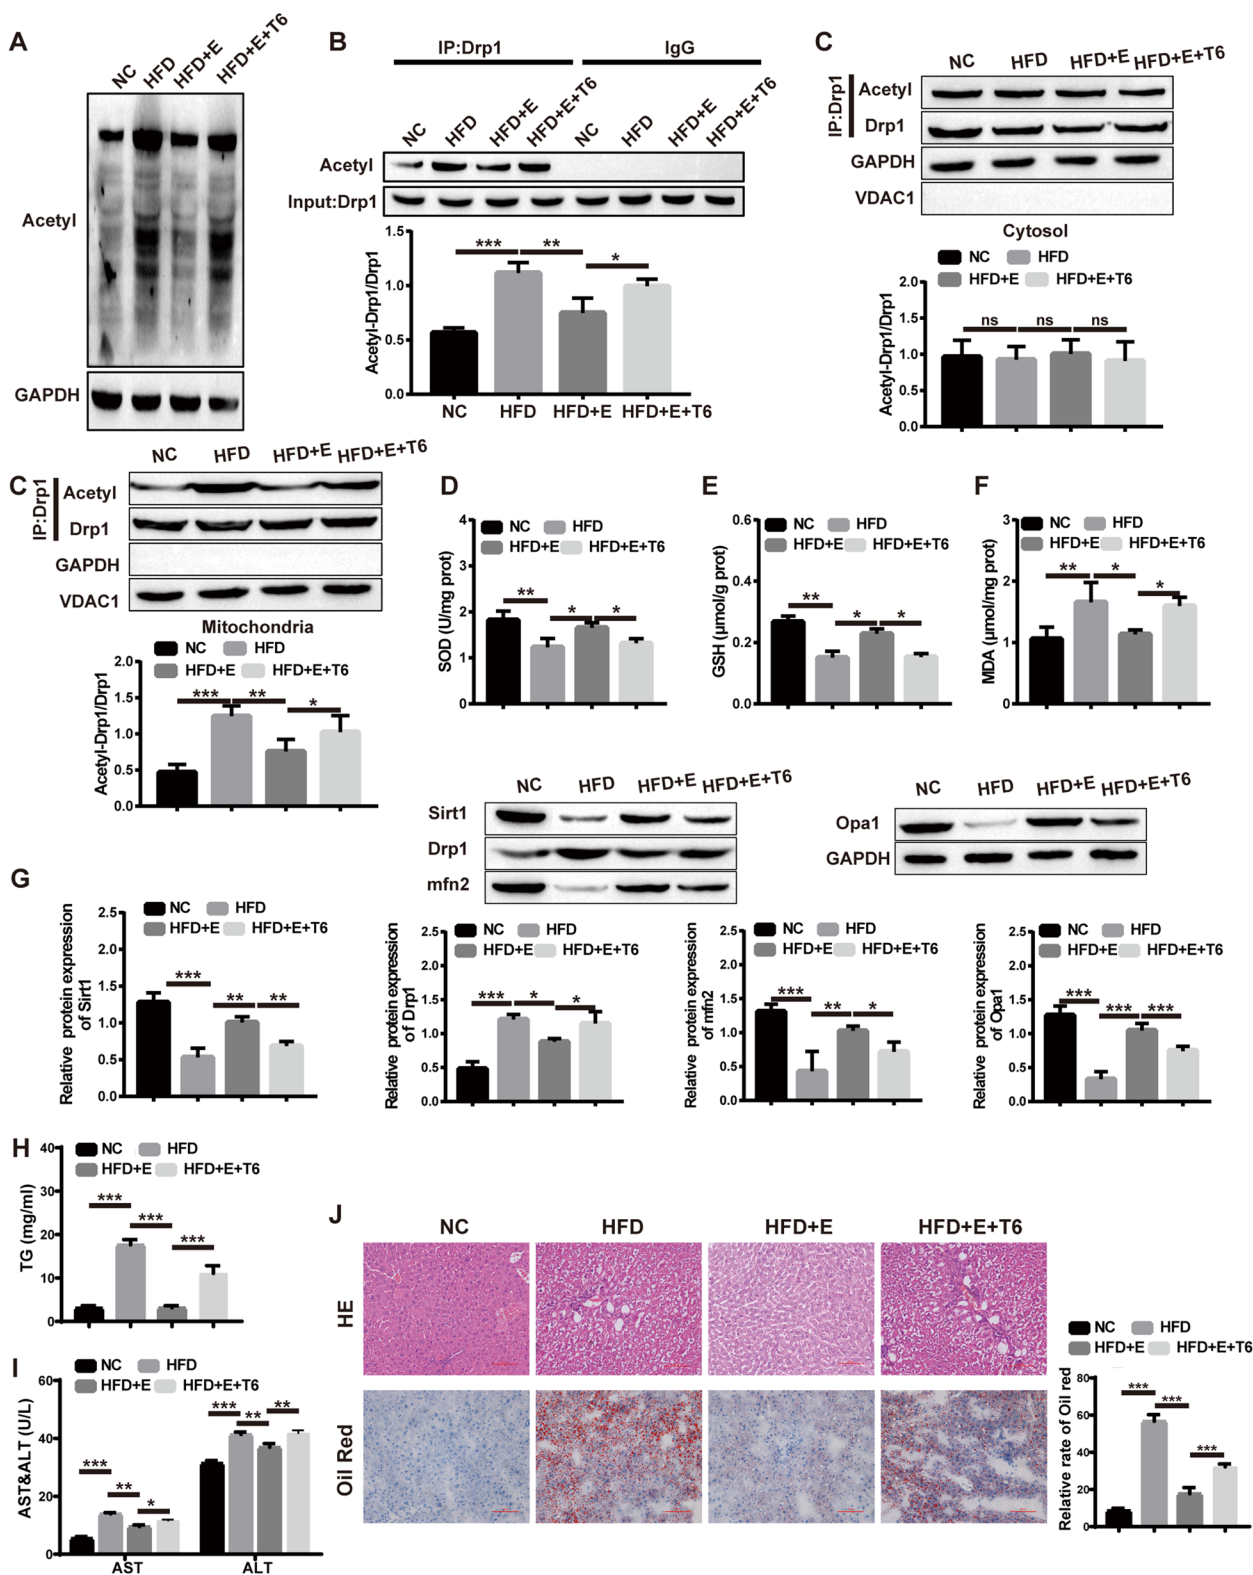 A
NC HFD HFD+E HFD+E+T6
Acetyl
GAPDH
B
IP:Drp1 IgG
NC HFD HFD+E HFD+E+T6 NC HFD HFD+E HFD+E+T6
Acetyl
Input:Drp1
Acetyl-Drp1/Drp1
1.5
1.0
0.5
0.0
*** ** *
NC HFD HFD+E HFD+E+T6
C
NC HFD HFD+E HFD+E+T6
IP:Drp1
Acetyl
Drp1
GAPDH
VDAC1
Cytosol
NC HFD
HFD+E HFD+E+T6
Acetyl-Drp1/Drp1
2.0
1.5
1.0
0.5
0.0
ns ns ns
C
NC HFD HFD+E HFD+E+T6
IP:Drp1
Acetyl
Drp1
GAPDH
VDAC1
Mitochondria
NC HFD
HFD+E HFD+E+T6
Acetyl-Drp1/Drp1
2.0
1.5
1.0
0.5
0.0
*** ** *
D
NC HFD
HFD+E HFD+E+T6
SOD (U/mg prot)
4
3
2
1
0
** * *
E
NC HFD
HFD+E HFD+E+T6
GSH (μmol/g prot)
0.6
0.4
0.2
0.0
** * *
F
NC HFD
HFD+E HFD+E+T6
MDA (μmol/mg prot)
3
2
1
0
** * *
NC HFD HFD+E HFD+E+T6
Sirt1
Drp1
mfn2
NC HFD HFD+E HFD+E+T6
Opa1
GAPDH
G
NC HFD
HFD+E HFD+E+T6
Relative protein expression
of Sirt1
2.5
2.0
1.5
1.0
0.5
0.0
*** ** **
NC HFD
HFD+E HFD+E+T6
Relative protein expression
of Drp1
2.5
2.0
1.5
1.0
0.5
0.0
*** * *
NC HFD
HFD+E HFD+E+T6
Relative protein expression
of mfn2
2.5
2.0
1.5
1.0
0.5
0.0
*** ** *
NC HFD
HFD+E HFD+E+T6
Relative protein expression
of Opa1
2.5
2.0
1.5
1.0
0.5
0.0
*** *** ***
H
NC HFD
HFD+E HFD+E+T6
TG (mg/ml)
40
30
20
10
0
*** *** ***
I
NC HFD
HFD+E HFD+E+T6
AST&ALT (U/L)
60
40
20
0
*** ** * *** ** **
AST ALT
J
NC HFD HFD+E HFD+E+T6
HE
Oil Red
NC HFD
HFD+E HFD+E+T6
Relative rate of Oil red
80
60
40
20
0
*** *** ***